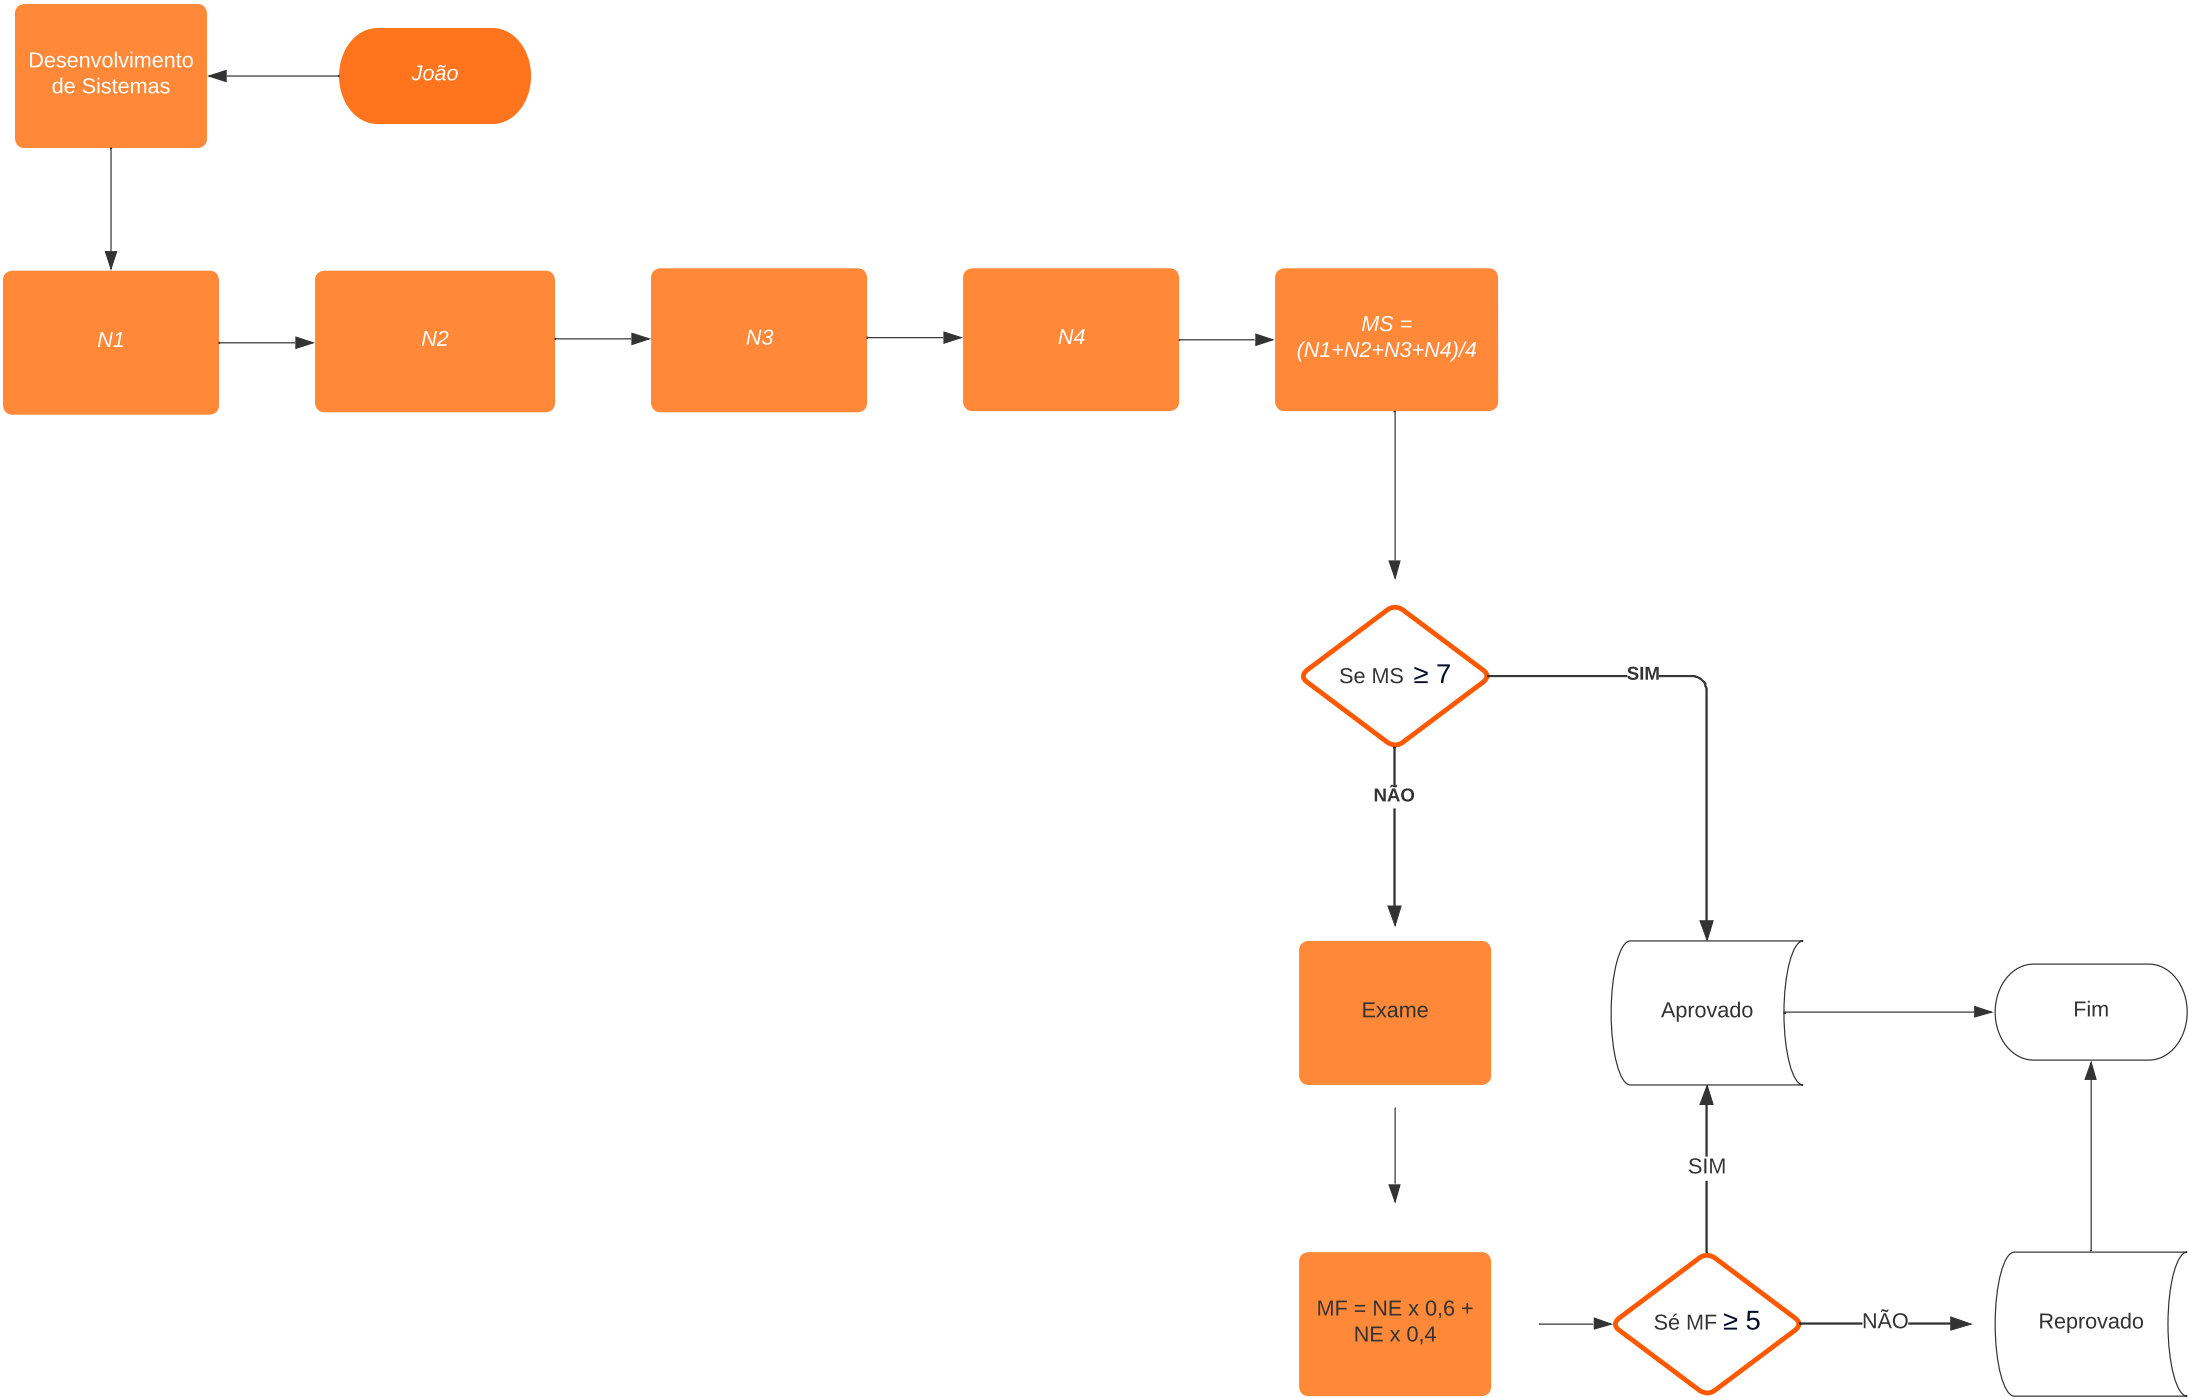 Desenvolvimento
de Sistemas
João
N1
N2
N3
N4
MS =
(N1+N2+N3+N4)/4
Se MS ≥ 7
SIM
NÃO
Exame
Aprovado
Fim
SIM
MF = NE x 0,6 +
NE x 0,4
Sé MF ≥ 5
NÃO
Reprovado